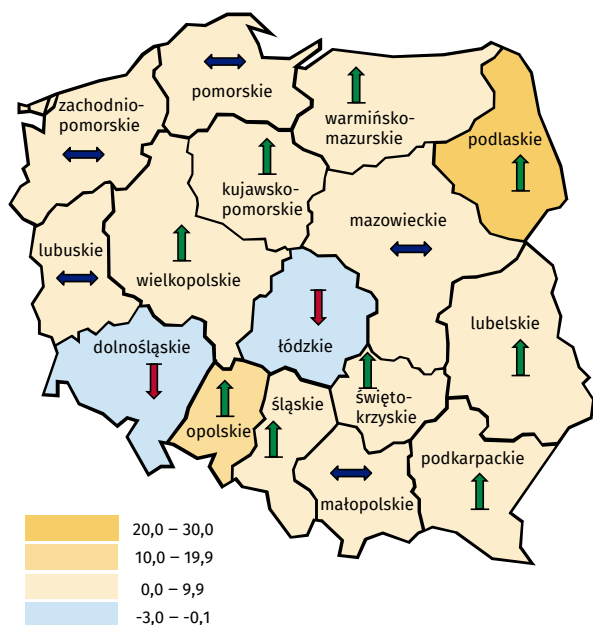 pomorskie
zachodnio-
pomorskie
warmińsko-
mazurskie
podlaskie
kujawsko-
pomorskie
mazowieckie
lubuskie
wielkopolskie
dolnośląskie
łódzkie
lubelskie
opolskie
śląskie
święto-
krzyskie
małopolskie
podkarpackie
20,0 – 30,0
10,0 – 19,9
0,0 – 9,9
-3,0 – -0,1